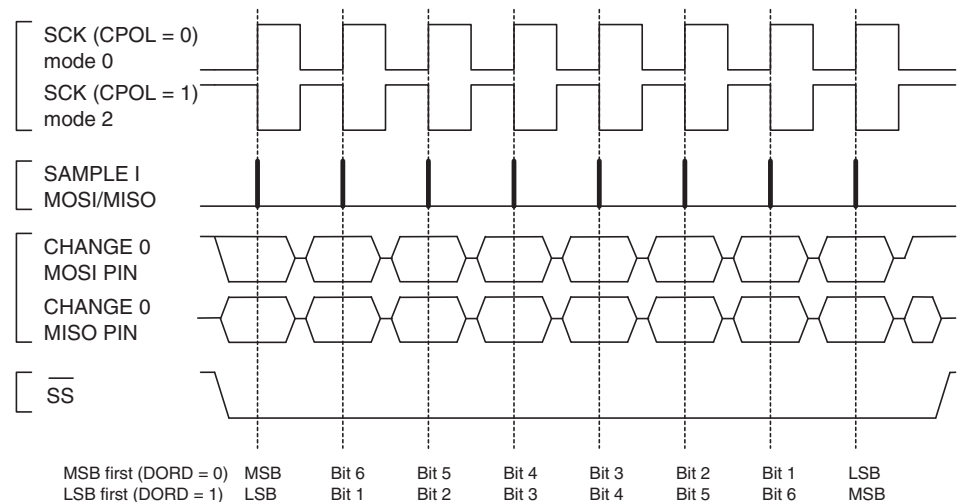 SCK (CPOL = 0)
mode 0
SCK (CPOL = 1)
mode 2
SAMPLE I
MOSI/MISO
CHANGE 0
MOSI PIN
CHANGE 0
MISO PIN
SS
MSB first (DORD = 0) MSB Bit 6 Bit 5 Bit 4 Bit 3 Bit 2 Bit 1 LSB
LSB first (DORD = 1) LSB Bit 1 Bit 2 Bit 3 Bit 4 Bit 5 Bit 6 MSB